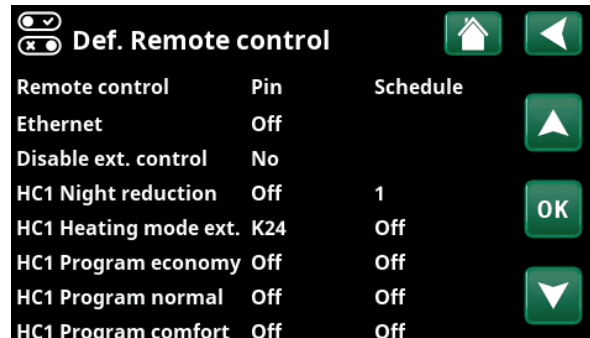 Def. Remote control
Remote control Pin Schedule
Ethernet Off
Disable ext. control No
HC1 Night reduction Off 1
HC1 Heating mode ext. K24 Off
HC1 Program economy Off Off
HC1 Program normal Off Off
HC1 Program comfort Off Off
OK